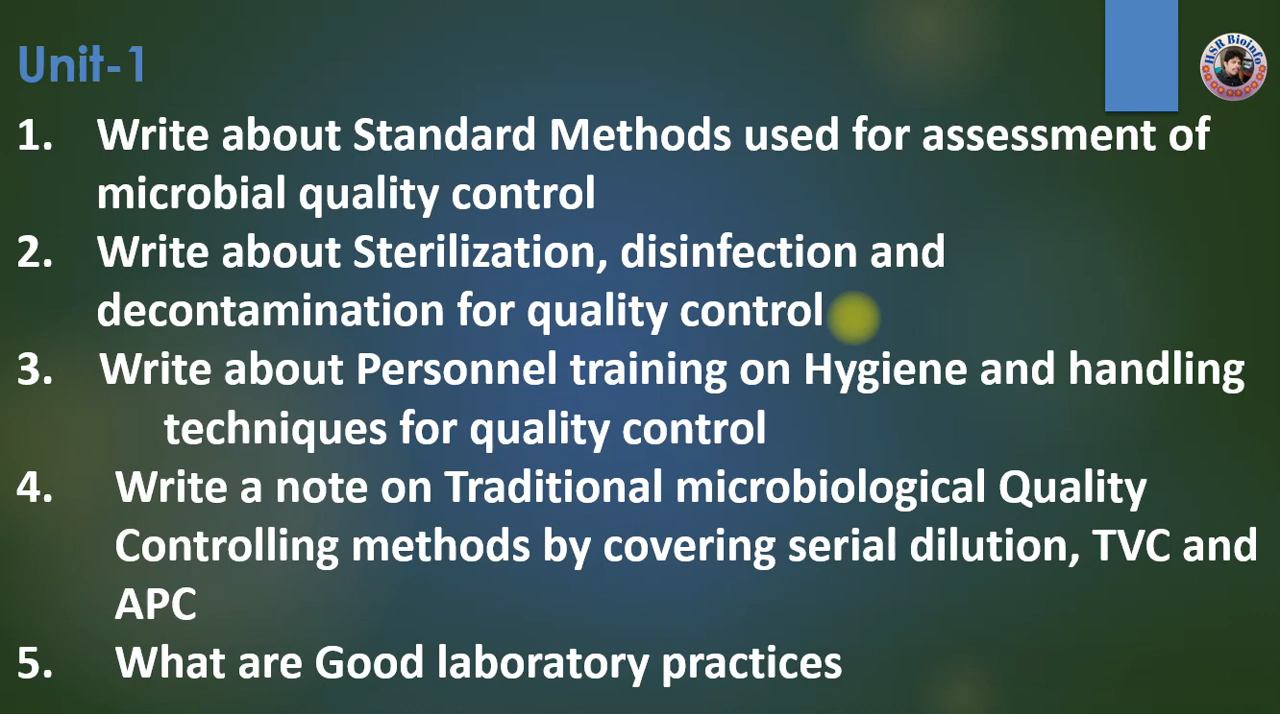 Unit-1
HSR Bioinfo
1. Write about Standard Methods used for assessment of
microbial quality control
2. Write about Sterilization, disinfection and
decontamination for quality control
3. Write about Personnel training on Hygiene and handling
techniques for quality control
4. Write a note on Traditional microbiological Quality
Controlling methods by covering serial dilution, TVC and
APC
5. What are Good laboratory practices